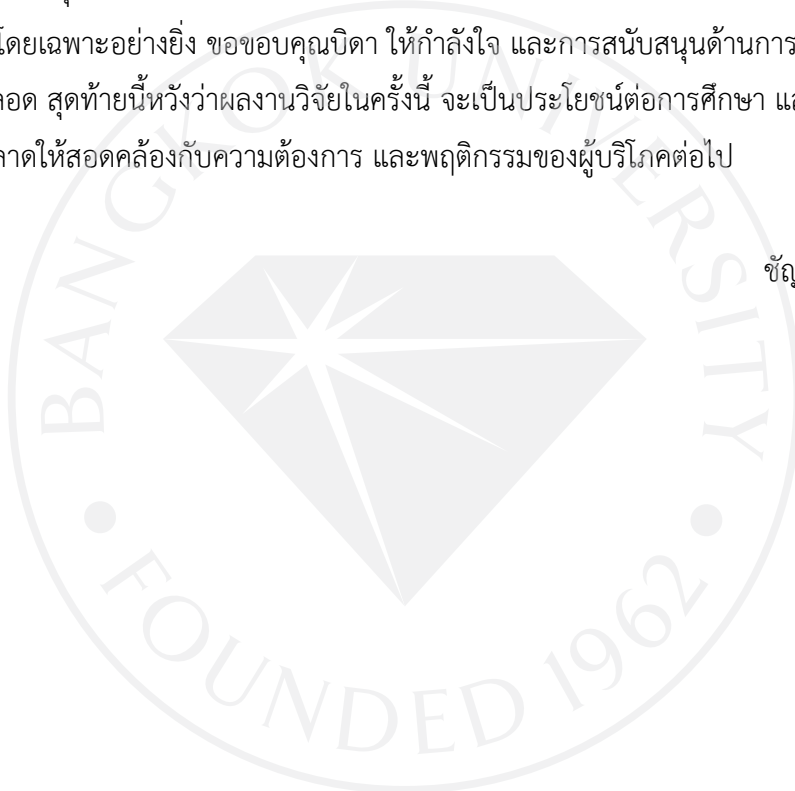 โดยเฉพาะอย่างยิ่ง ขอขอบคุณบิดา ให้กำลังใจ และการสนับสนุนด้านการ
ลอด สุดท้ายนี้หวังว่าผลงานวิจัยในครั้งนี้ จะเป็นประโยชน์ต่อการศึกษา แล
ลาดให้สอดคล้องกับความต้องการ และพฤติกรรมของผู้บริโภคต่อไป
ชัญ
BANGKOK UNIVERSITY
FOUNDED 1962